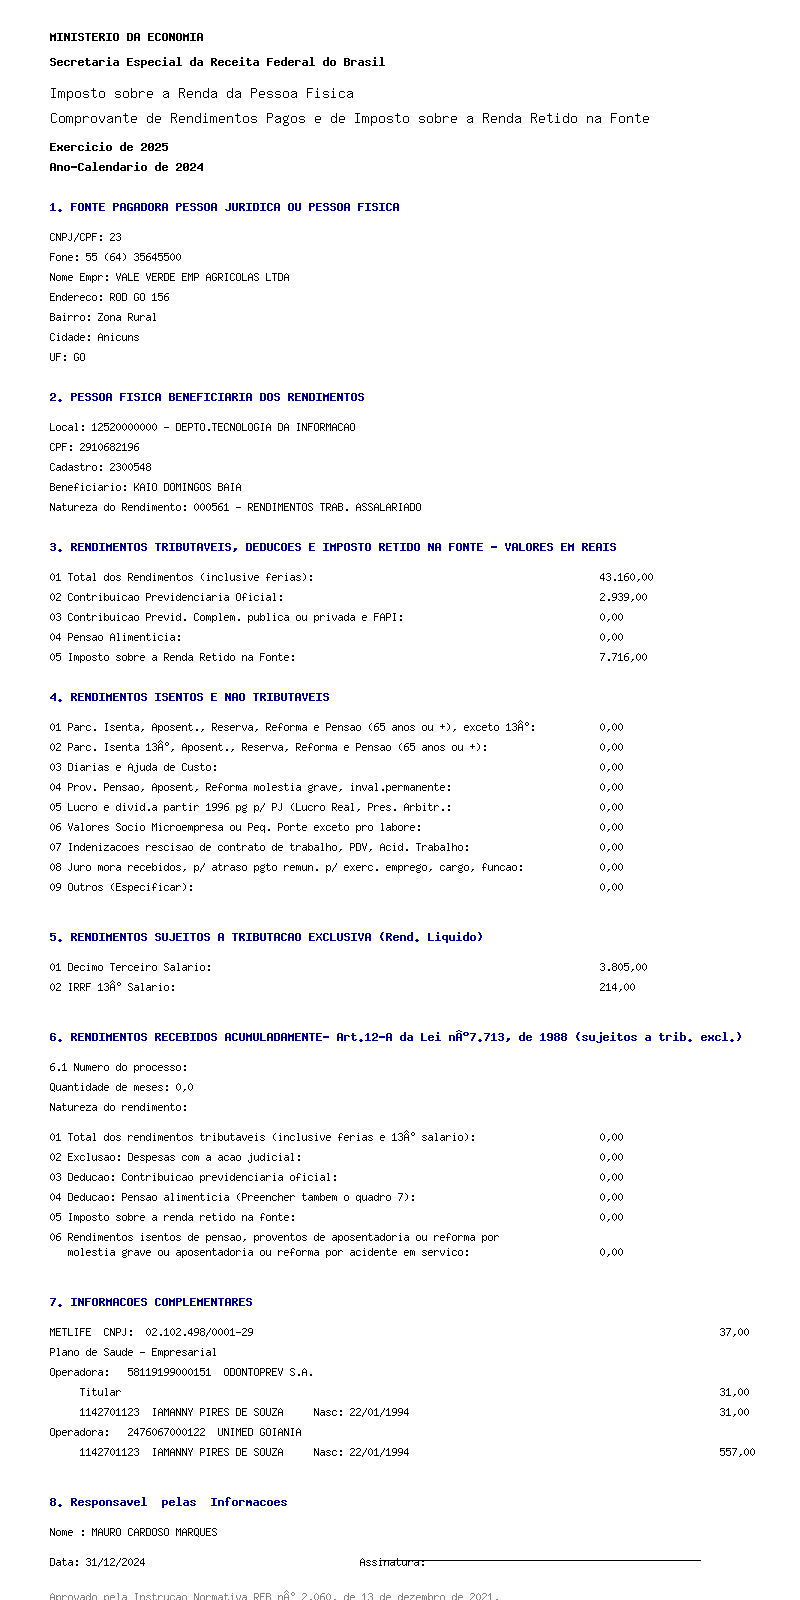 MINISTERIO DA ECONOMIA
Secretaria Especial da Receita Federal do Brasil
Imposto sobre a Renda da Pessoa Fisica
Comprovante de Rendimentos Pagos e de Imposto sobre a Renda Retido na Fonte
Exercicio de 2025
Ano-Calendario de 2024
1. FONTE PAGADORA PESSOA JURIDICA OU PESSOA FISICA
CNPJ/CPF: 23
Fone: 55 (64) 35645500
Nome Empr: VALE VERDE EMP AGRICOLAS LTDA
Endereco: ROD GO 156
Bairro: Zona Rural
Cidade: Anicuns
UF: GO
2. PESSOA FISICA BENEFICIARIA DOS RENDIMENTOS
Local: 12520000000 - DEPTO.TECNOLOGIA DA INFORMACAO
CPF: 2910682196
Cadastro: 2300548
Beneficiario: KAIO DOMINGOS BAIA
Natureza do Rendimento: 000561 - RENDIMENTOS TRAB. ASSALARIADO
3. RENDIMENTOS TRIBUTAVEIS, DEDUCOES E IMPOSTO RETIDO NA FONTE - VALORES EM REAIS
01 Total dos Rendimentos (inclusive ferias): 43.160,00
02 Contribuicao Previdenciaria Oficial: 2.939,00
03 Contribuicao Previd. Complem. publica ou privada e FAPI: 0,00
04 Pensao Alimenticia: 0,00
05 Imposto sobre a Renda Retido na Fonte: 7.716,00
4. RENDIMENTOS ISENTOS E NAO TRIBUTAVEIS
01 Parc. Isenta, Aposent., Reserva, Reforma e Pensao (65 anos ou +), exceto 13Âº: 0,00
02 Parc. Isenta 13Âº, Aposent., Reserva, Reforma e Pensao (65 anos ou +): 0,00
03 Diarias e Ajuda de Custo: 0,00
04 Prov. Pensao, Aposent, Reforma molestia grave, inval.permanente: 0,00
05 Lucro e divid.a partir 1996 pg p/ PJ (Lucro Real, Pres. Arbitr.: 0,00
06 Valores Socio Microempresa ou Peq. Porte exceto pro labore: 0,00
07 Indenizacoes rescisao de contrato de trabalho, PDV, Acid. Trabalho: 0,00
08 Juro mora recebidos, p/ atraso pgto remun. p/ exerc. emprego, cargo, funcao: 0,00
09 Outros (Especificar): 0,00
5. RENDIMENTOS SUJEITOS A TRIBUTACAO EXCLUSIVA (Rend. Liquido)
01 Decimo Terceiro Salario: 3.805,00
02 IRRF 13Âº Salario: 214,00
6. RENDIMENTOS RECEBIDOS ACUMULADAMENTE- Art.12-A da Lei nÂº7.713, de 1988 (sujeitos a trib. excl.)
6.1 Numero do processo:
Quantidade de meses: 0,0
Natureza do rendimento:
01 Total dos rendimentos tributaveis (inclusive ferias e 13Âº salario): 0,00
02 Exclusao: Despesas com a acao judicial: 0,00
03 Deducao: Contribuicao previdenciaria oficial: 0,00
04 Deducao: Pensao alimenticia (Preencher tambem o quadro 7): 0,00
05 Imposto sobre a renda retido na fonte: 0,00
06 Rendimentos isentos de pensao, proventos de aposentadoria ou reforma por
molestia grave ou aposentadoria ou reforma por acidente em servico: 0,00
7. INFORMACOES COMPLEMENTARES
METLIFE  CNPJ:  02.102.498/0001-29 37,00
Plano de Saude - Empresarial
Operadora:   58119199000151  ODONTOPREV S.A.
Titular 31,00
1142701123  IAMANNY PIRES DE SOUZA     Nasc: 22/01/1994 31,00
Operadora:   2476067000122  UNIMED GOIANIA
1142701123  IAMANNY PIRES DE SOUZA     Nasc: 22/01/1994 557,00
8. Responsavel  pelas  Informacoes
Nome : MAURO CARDOSO MARQUES
Data: 31/12/2024 Assinatura:
Aprovado pela Instrucao Normativa RFB nÂº 2.060, de 13 de dezembro de 2021.